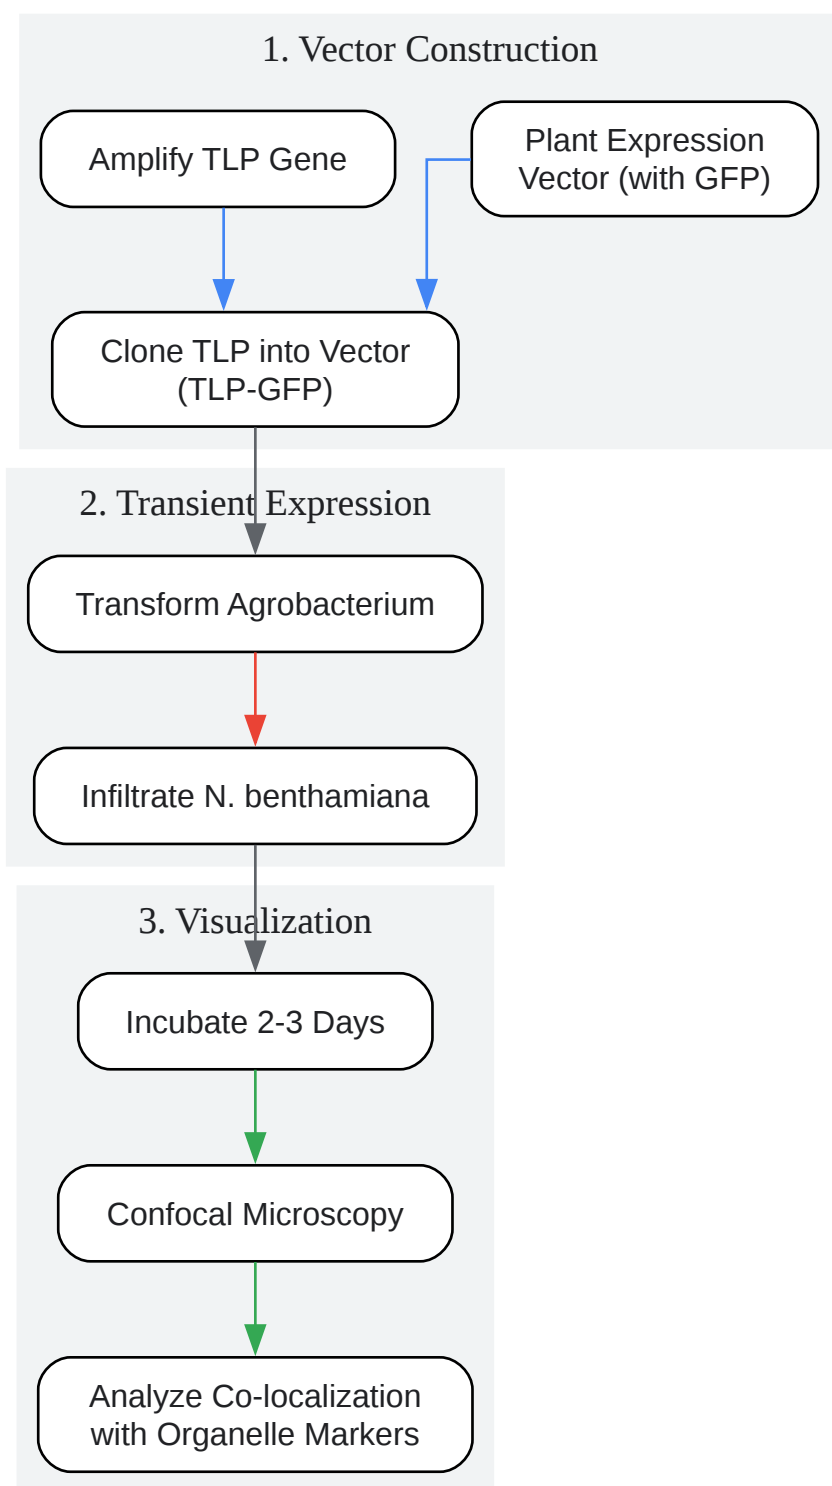 1. Vector Construction
Amplify TLP Gene
Plant Expression
Vector (with GFP)
Clone TLP into Vector
(TLP-GFP)
2. Transient Expression
Transform Agrobacterium
Infiltrate N. benthamiana
3. Visualization
Incubate 2-3 Days
Confocal Microscopy
Analyze Co-localization
with Organelle Markers